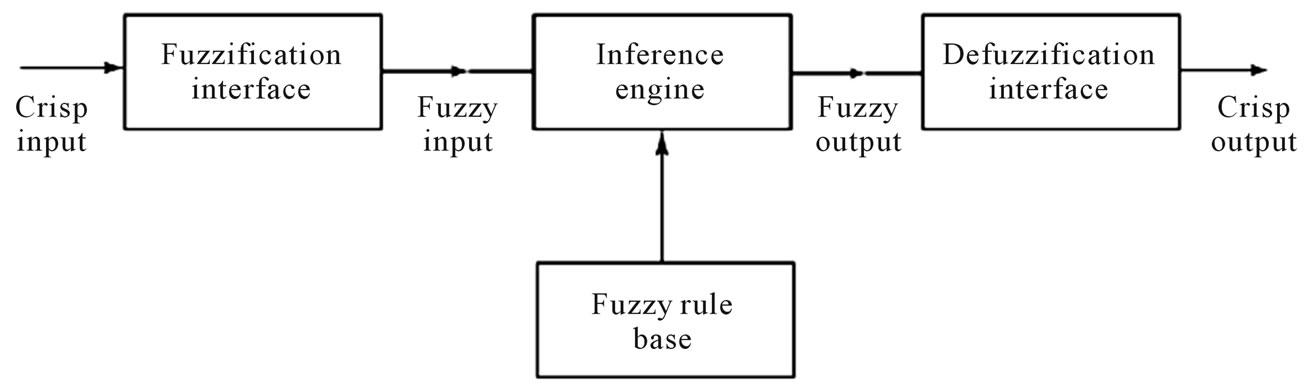 Fuzzification
interface
Inference
engine
Defuzzification
interface
Crisp
input
Fuzzy
input
Fuzzy
output
Crisp
output
Fuzzy rule
base